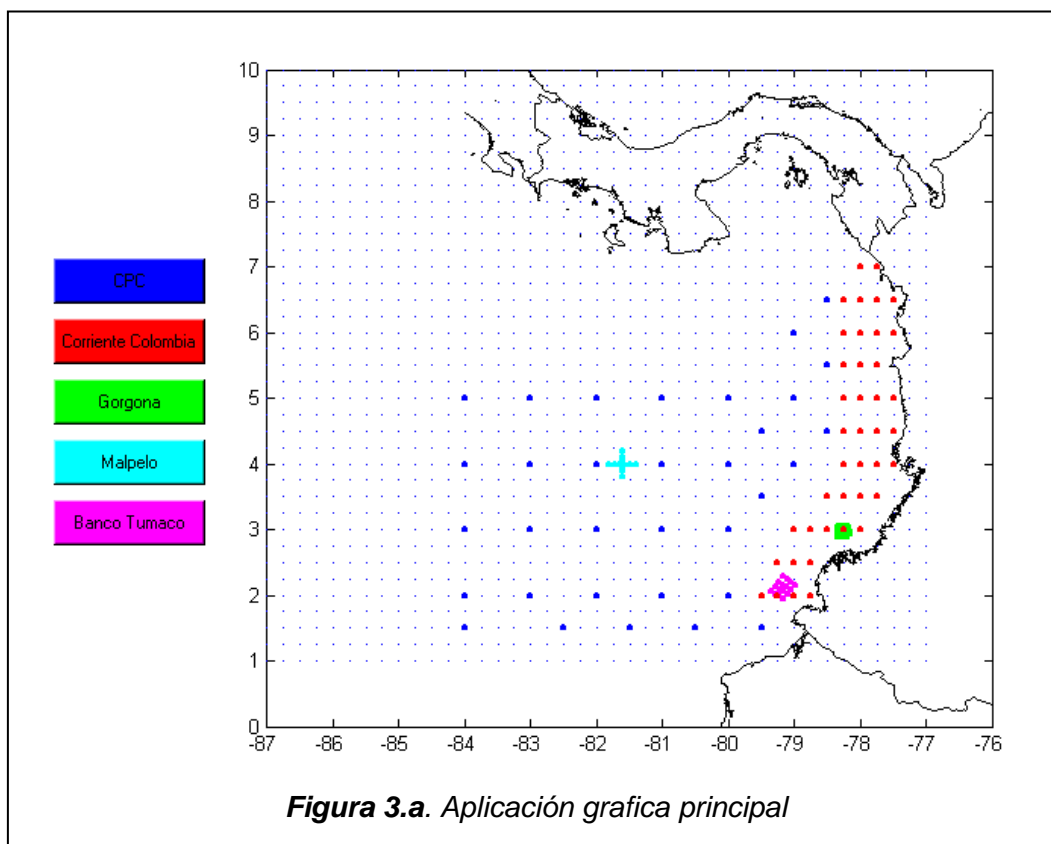 10
9
8
7
6
5
4
3
2
1
0
-87 -86 -85 -84 -83 -82 -81 -80 -79 -78 -77 -76
CPC
Corriente Colombia
Gorgona
Malpelo
Banco Tumaco
Figura 3.a. Aplicación grafica principal